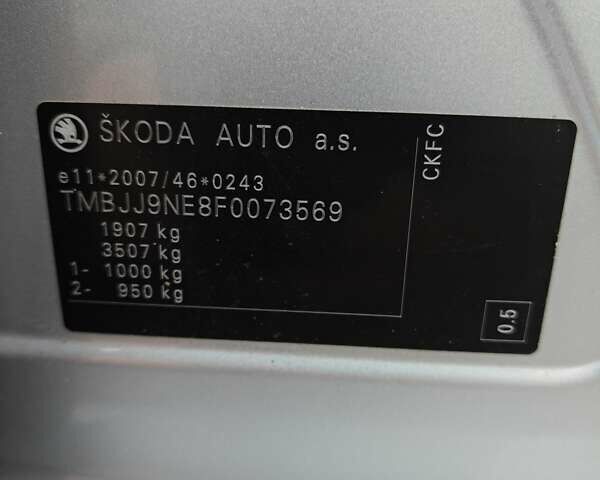 ŠKODA AUTO a.s.
CKFC
e11*2007/46*0243
TMBJJ9NE8F0073569
1907 kg
3507 kg
1- 1000 kg
2- 950 kg
0.5